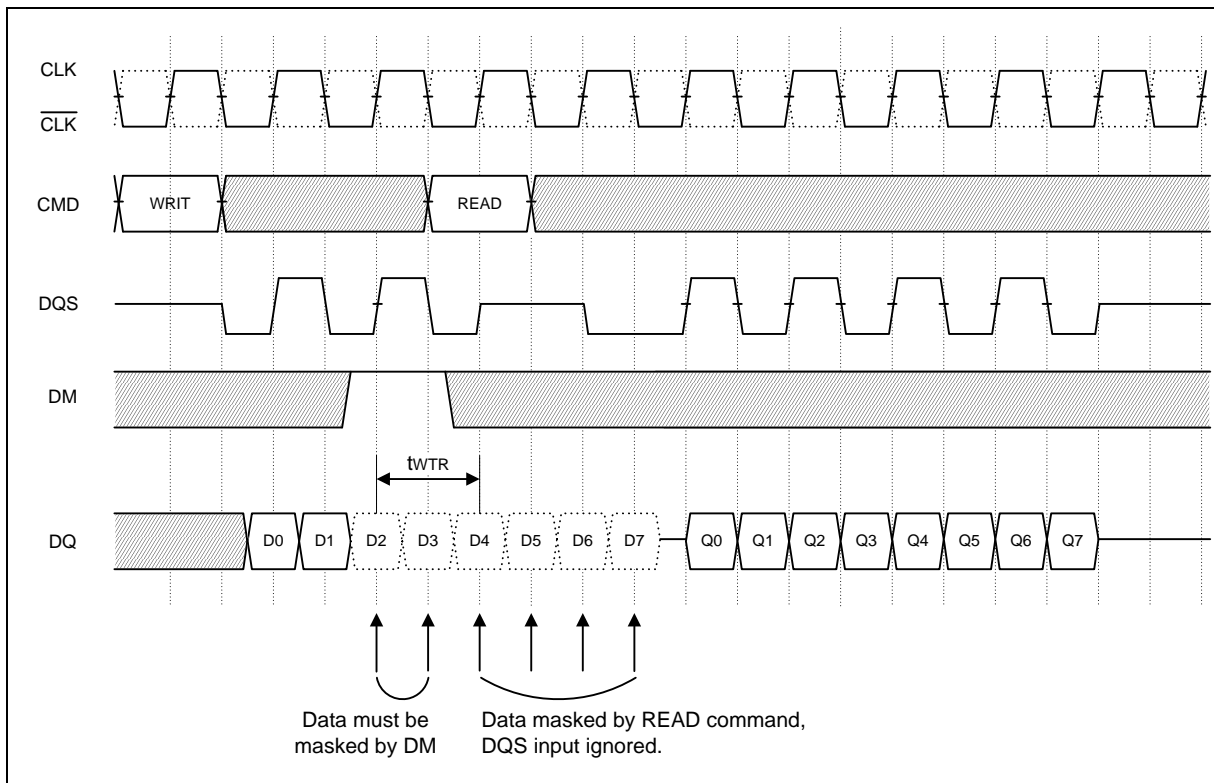 CLK
CLK
CMD WRIT READ
DQS
DM
tWTR
DQ D0 D1 D2 D3 D4 D5 D6 D7 Q0 Q1 Q2 Q3 Q4 Q5 Q6 Q7
Data must be
masked by DM
Data masked by READ command,
DQS input ignored.